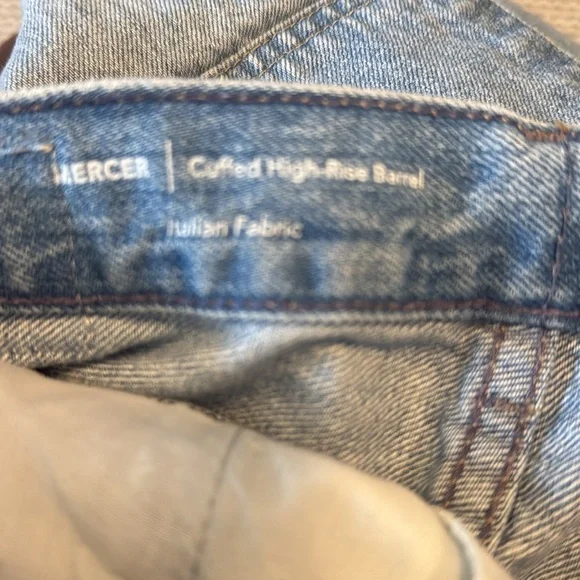 MERCER | Cuffed High-Rise Barrel
Italian Fabric